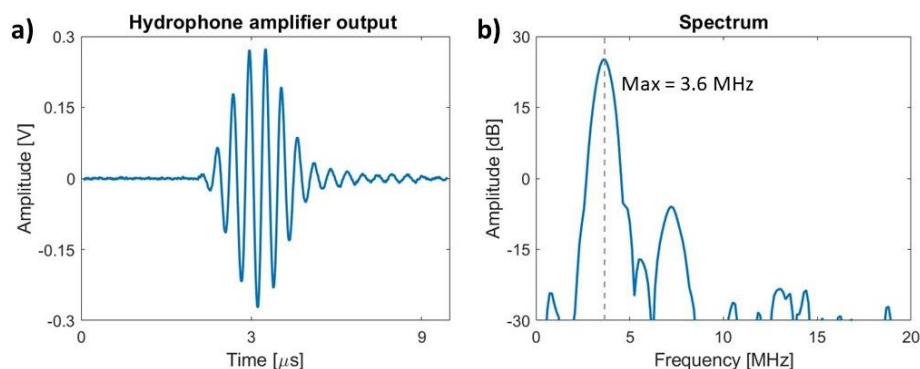 a)
Hydrophone amplifier output
0.3
0.15
0
-0.15
-0.3
Amplitude [V]
0
3
9
Time [μs]
b)
Spectrum
30
15
0
-15
-30
Amplitude [dB]
Max = 3.6 MHz
0
5
10
15
20
Frequency [MHz]